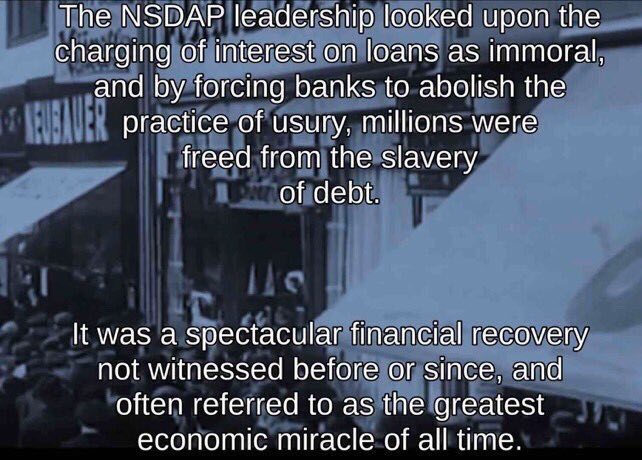 The NSDAP leadership looked upon the
charging of interest on loans as immoral,
and by forcing banks to abolish the
NEUBAUER
practice of usury, millions were
freed from the slavery
of debt.
It was a spectacular financial recovery
not witnessed before or since, and
often referred to as the greatest
economic miracle of all time.